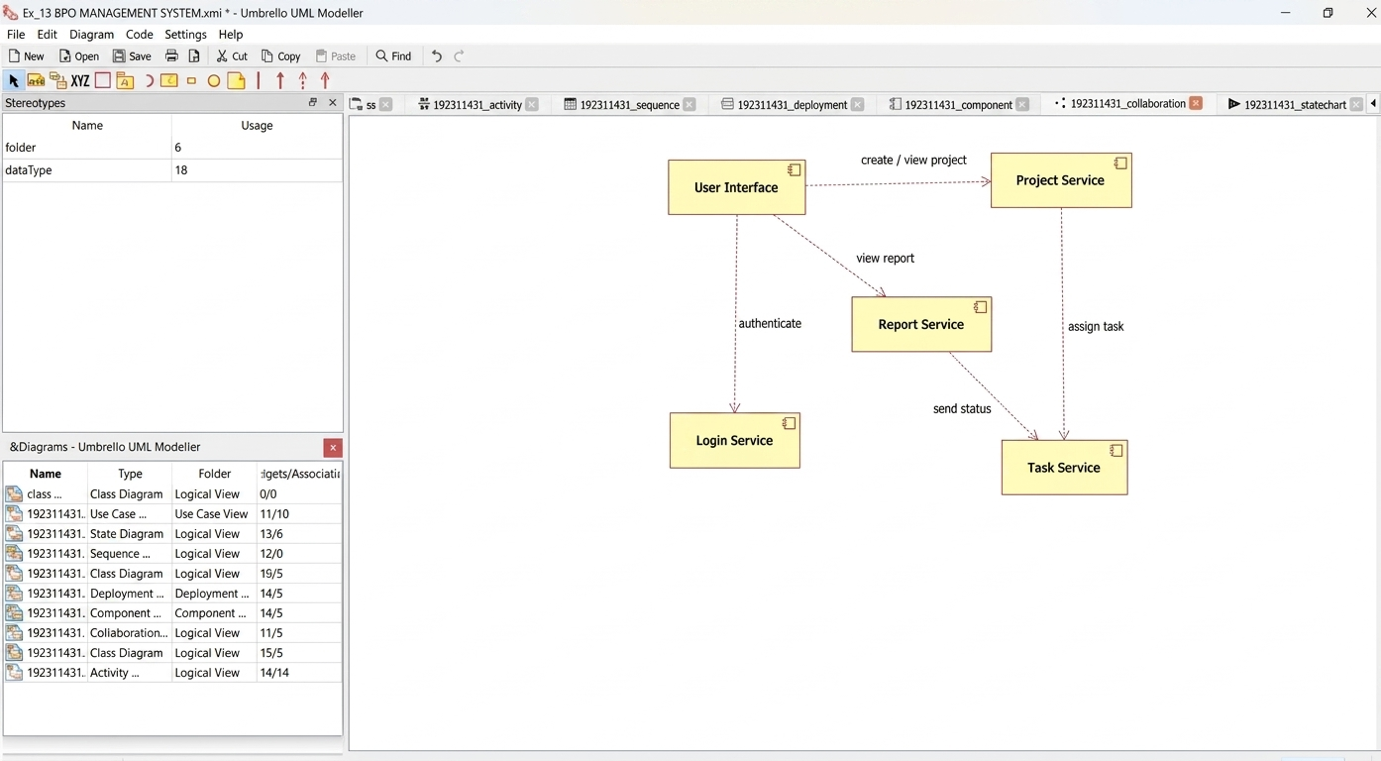 Ex_13 BPO MANAGEMENT SYSTEM.xmi * - Umbrello UML Modeller
File Edit Diagram Code Settings Help
New Open Save Cut Copy Paste Find
XYZ
Stereotypes
ss 192311431_activity 192311431_sequence 192311431_deployment 192311431_component 192311431_collaboration 192311431_statechart
Name Usage
folder 6
dataType 18
User Interface
create / view project
Project Service
view report
authenticate
Report Service
assign task
send status
Login Service
Task Service
&Diagrams - Umbrello UML Modeller
Name Type Folder :lgets/Associatio
class ... Class Diagram Logical View 0/0
192311431.. Use Case ... Use Case View 11/10
192311431. State Diagram Logical View 13/6
192311431. Sequence ... Logical View 12/0
192311431. Class Diagram Logical View 19/5
192311431. Deployment ... Deployment ... 14/5
192311431. Component ... Component ... 14/5
192311431. Collaboration... Logical View 11/5
192311431. Class Diagram Logical View 15/5
192311431.. Activity ... Logical View 14/14